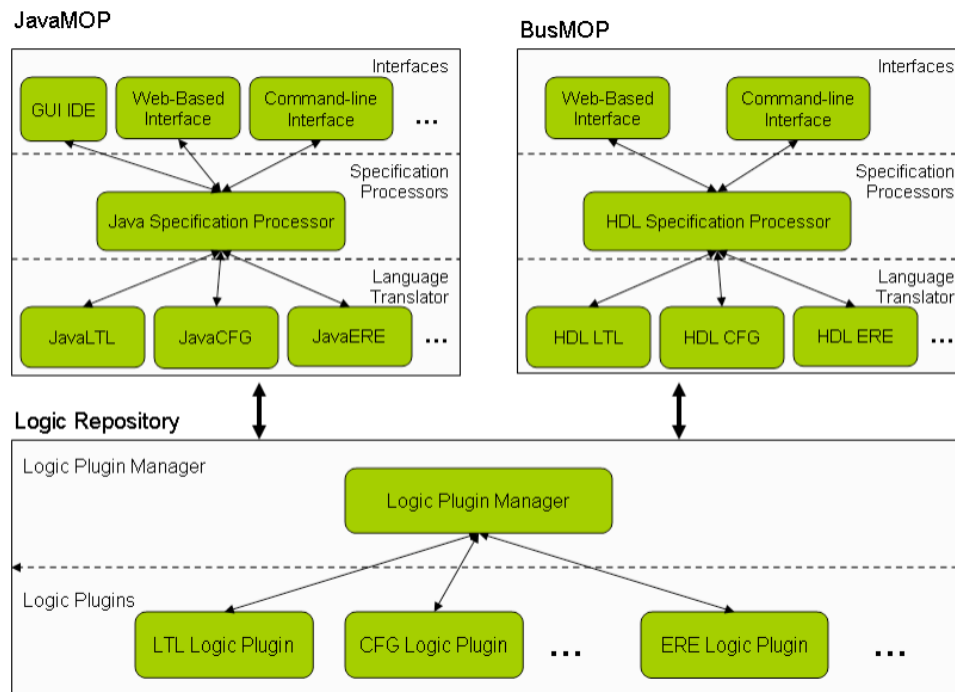 JavaMOP
BusMOP
Interfaces
GUI IDE
Web-Based
Interface
Command-line
Interface
...
Specification
Processors
Java Specification Processor
Language
Translator
JavaLTL
JavaCFG
JavaERE
...
Interfaces
Web-Based
Interface
Command-line
Interface
Specification
Processors
HDL Specification Processor
Language
Translator
HDL LTL
HDL CFG
HDL ERE
...
Logic Repository
Logic Plugin Manager
Logic Plugin Manager
Logic Plugins
LTL Logic Plugin
CFG Logic Plugin
...
ERE Logic Plugin
...